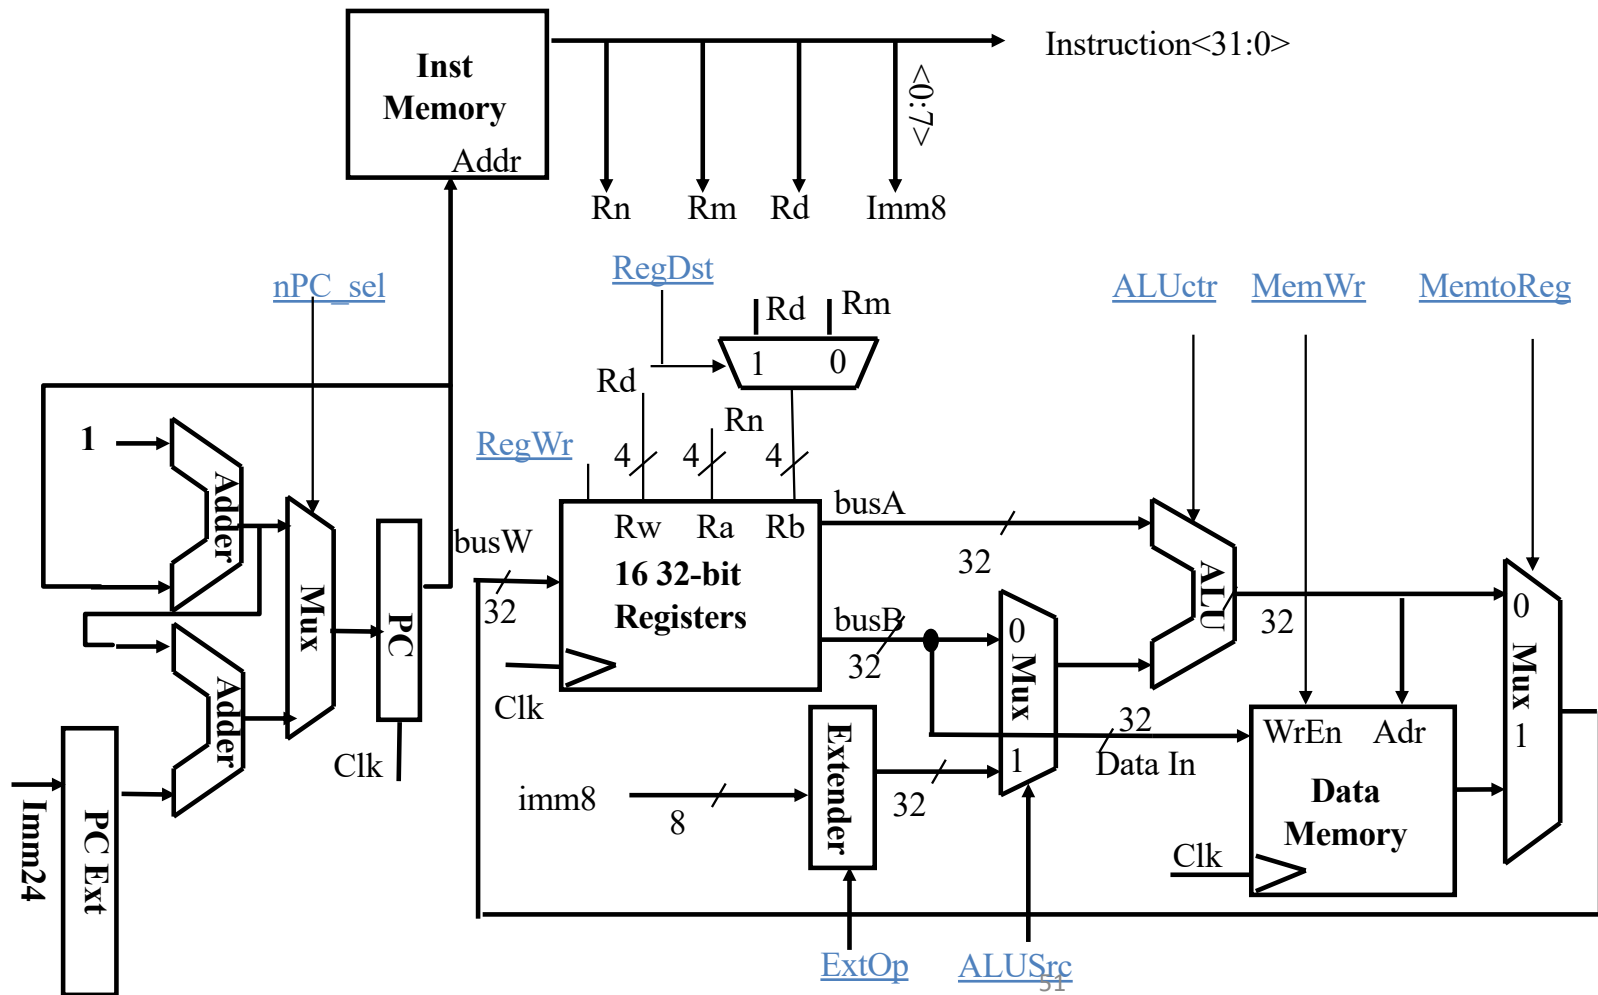 Inst
Memory
Addr
Instruction<31:0>
<0:7>
Rn
Rm
Rd
Imm8
nPC_sel
RegDst
ALUctr
MemWr
MemtoReg
Rd
Rm
1
0
Rd
Rn
RegWr
4
4
4
1
Adder
Mux
PC
Clk
Adder
PC Ext
Imm24
busW
32
Rw
Ra
Rb
16 32-bit
Registers
Clk
busA
32
busB
32
0
Mux
1
ALU
32
imm8
8
Extender
32
32
Data In
WrEn
Adr
Data
Memory
Clk
0
Mux
1
ExtOp
ALUSrc
51